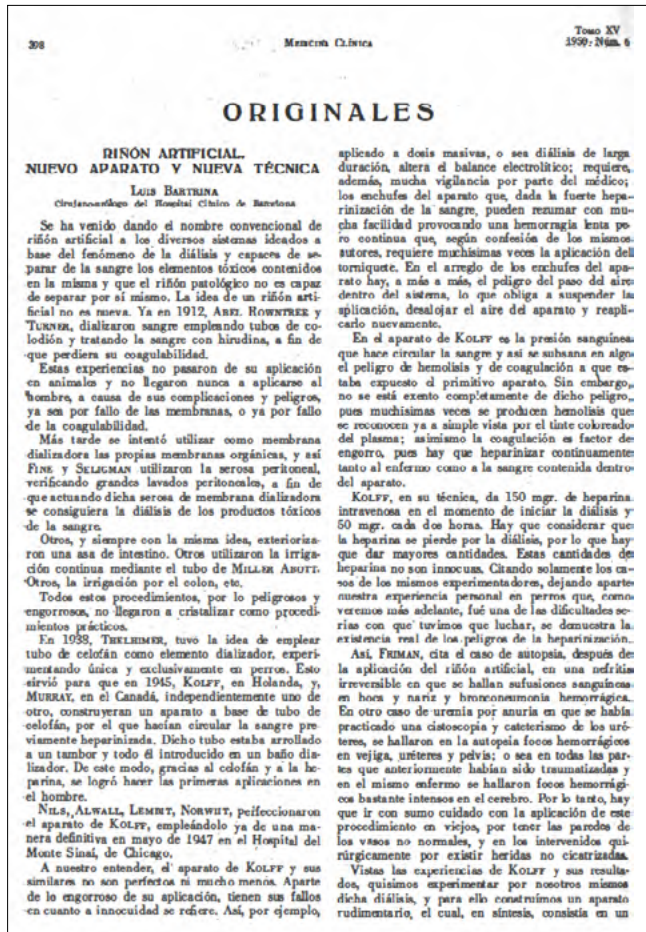 398
MEDICINA CLÍNICA
TOMO XV
1950. Núm. 6
ORIGINALES
RIÑÓN ARTIFICIAL.
NUEVO APARATO Y NUEVA TÉCNICA
LUIS BARTRINA
Cirujano-urólogo del Hospital Clínico de Barcelona
Se ha venido dando el nombre convencional de
riñón artificial a los diversos sistemas ideados a
base del fenómeno de la diálisis y capaces de se-
parar de la sangre los elementos tóxicos contenidos
en la misma y que el riñón patológico no es capaz
de separar por sí mismo. La idea de un riñón arti-
ficial no es nueva. Ya en 1912, ABEL ROWNTREE y
TURNER, dializaron sangre empleando tubos de co-
lodión y tratando la sangre con hirudina, a fin de
que perdiera su coagulabilidad.
Estas experiencias no pasaron de su aplicación
en animales y no llegaron nunca a aplicarse al
hombre, a causa de sus complicaciones y peligros,
ya sea por fallo de las membranas, o ya por fallo
de la coagulabilidad.
Más tarde se intentó utilizar como membrana
dializadora las propias membranas orgánicas, y así
FINE y SELIGMAN utilizaron la serosa peritoneal,
verificando grandes lavados peritoneales, a fin de
que actuando dicha serosa de membrana dializadora
se consiguiera la diálisis de los productos tóxicos
de la sangre.
Otros, y siempre con la misma idea, exterioriza-
ron una asa de intestino. Otros utilizaron la irriga-
ción continua mediante el tubo de MILLER ABOTT.
Otros, la irrigación por el colon, etc.
Todos estos procedimientos, por lo peligrosos y
engorrosos, no llegaron a cristalizar como procedi-
mientos prácticos.
En 1938, THELHIMER, tuvo la idea de emplear
tubo de celofán como elemento dializador, experi-
mentando única y exclusivamente en perros. Esto
sirvió para que en 1945, KOLFF, en Holanda, y,
MURRAY, en el Canadá, independientemente uno de
otro, construyeran un aparato a base de tubo de
celofán, por el que hacían circular la sangre pre-
viamente heparinizada. Dicho tubo estaba arrollado
a un tambor y todo él introducido en un baño dia-
lizador. De este modo, gracias al celofán y a la he-
parina, se logró hacer las primeras aplicaciones en
el hombre.
NILS, ALWALL, LEMBIT, NORWIIT, perfeccionaron
el aparato de KOLFF, empleándolo ya de una ma-
nera definitiva en mayo de 1947 en el Hospital del
Monte Sinaí, de Chicago.
A nuestro entender, el aparato de KOLFF y sus
similares no son perfectos ni mucho menos. Aparte
de lo engorroso de su aplicación, tienen sus fallos
en cuanto a innocuidad se refiere. Así, por ejemplo,
aplicado a dosis masivas, o sea diálisis de larga
duración, altera el balance electrolítico; requiere,
además, mucha vigilancia por parte del médico;
los enchufes del aparato que, dada la fuerte hepa-
rinización de la sangre, pueden rezumar con mu-
cha facilidad provocando una hemorragia lenta pe-
ro continua que, según confesión de los mismos
autores, requiere muchísimas veces la aplicación del
torniquete. En el arreglo de los enchufes del apa-
rato hay, a más a más, el peligro del paso del aire
dentro del sistema, lo que obliga a suspender la
aplicación, desalojar el aire del aparato y reapli-
carlo nuevamente.
En el aparato de KOLFF es la presión sanguínea
que hace circular la sangre y así se subsana en algo
el peligro de hemolisis y de coagulación a que es-
taba expuesto el primitivo aparato. Sin embargo,
no se está exento completamente de dicho peligro,
pues muchísimas veces se producen hemolisis que
se reconocen ya a simple vista por el tinte coloreado
del plasma; asimismo la coagulación es factor de
engorro, pues hay que heparinizar continuamente
tanto al enfermo como a la sangre contenida dentro
del aparato.
KOLFF, en su técnica, da 150 mgr. de heparina
intravenosa en el momento de iniciar la diálisis y
50 mgr. cada dos horas. Hay que considerar que
la heparina se pierde por la diálisis, por lo que hay
que dar mayores cantidades. Estas cantidades de
heparina no son innocuas. Citando solamente los ca-
sos de los mismos experimentadores, dejando aparte
nuestra experiencia personal en perros que, como
veremos más adelante, fué una de las dificultades se-
rias con que tuvimos que luchar, se demuestra la
existencia real de los peligros de la heparinización.
Así, FRIMAN, cita el caso de autopsia, después de
la aplicación del riñón artificial, en una nefritis
irreversible en que se hallan sufusiones sanguíneas
en boca y nariz y bronconeumonía hemorrágica.
En otro caso de uremia por anuria en que se había
practicado una cistoscopia y cateterismo de los uré-
teres, se hallaron en la autopsia focos hemorrágicos
en vejiga, uréteres y pelvis; o sea en todas las par-
tes que anteriormente habían sido traumatizadas y
en el mismo enfermo se hallaron focos hemorrági-
cos bastante intensos en el cerebro. Por lo tanto, hay
que ir con sumo cuidado con la aplicación de este
procedimiento en viejos, por tener las paredes de
los vasos no normales, y en los intervenidos qui-
rúrgicamente por existir heridas no cicatrizadas.
Vistas las experiencias de KOLFF y sus resulta-
dos, quisimos experimentar por nosotros mismos
dicha diálisis, y para ello construímos un aparato
rudimentario, el cual, en síntesis, consistía en un